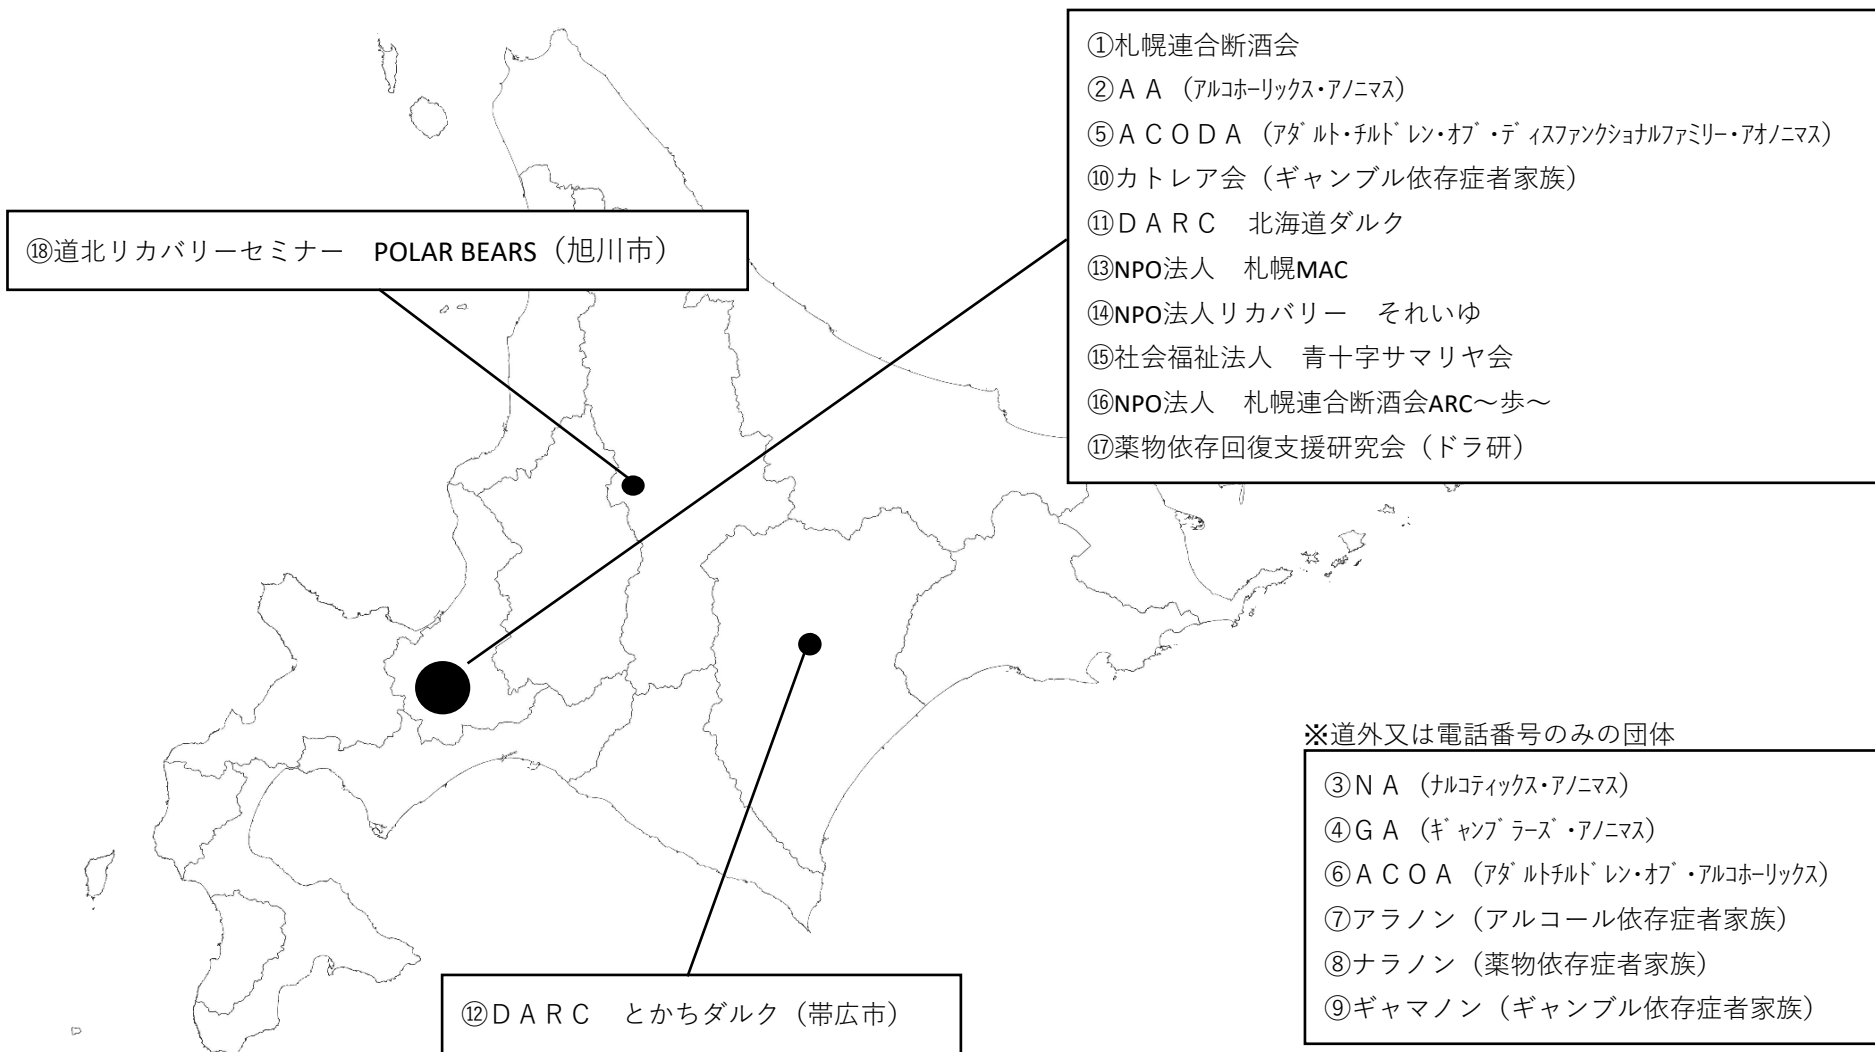 ①札幌連合断酒会
②ＡＡ（ｱﾙｺﾎｰﾘｯｸｽ・ｱﾉﾆﾏｽ）
⑤ＡＣＯＤＡ（ｱﾀﾞﾙﾄ・ﾁﾙﾄﾞﾚﾝ・ｵﾌﾞ・ﾃﾞｨｽﾌｧﾝｸｼｮﾅﾙﾌｧﾐﾘｰ・ｱｵﾉﾆﾏｽ）
⑩カトレア会（ギャンブル依存症者家族）
⑪ＤＡＲＣ　北海道ダルク
⑬NPO法人　札幌MAC
⑭NPO法人リカバリー　それいゆ
⑮社会福祉法人　青十字サマリヤ会
⑯NPO法人　札幌連合断酒会ARC～歩～
⑰薬物依存回復支援研究会（ドラ研）
⑱道北リカバリーセミナー　POLAR BEARS（旭川市）
※道外又は電話番号のみの団体
③ＮＡ（ﾅﾙｺﾃｨｯｸｽ・ｱﾉﾆﾏｽ）
④ＧＡ（ｷﾞｬﾝﾌﾞﾗｰｽﾞ・ｱﾉﾆﾏｽ）
⑥ＡＣＯＡ（ｱﾀﾞﾙﾄﾁﾙﾄﾞﾚﾝ・ｵﾌﾞ・ｱﾙｺﾎｰﾘｯｸｽ）
⑦アラノン（アルコール依存症者家族）
⑧ナラノン（薬物依存症者家族）
⑨ギャマノン（ギャンブル依存症者家族）
⑫ＤＡＲＣ　とかちダルク（帯広市）